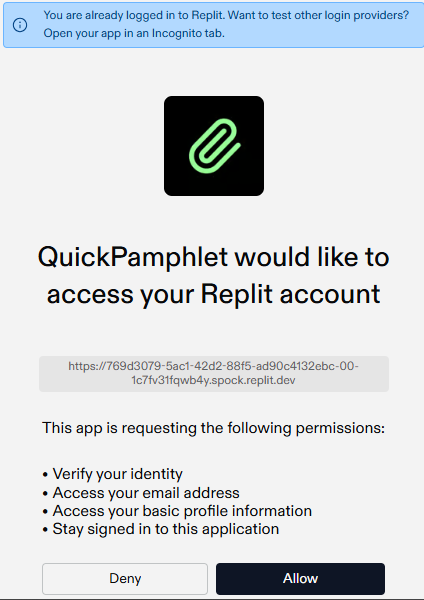 You are already logged in to Replit. Want to test other login providers?
Open your app in an Incognito tab.
QuickPamphlet would like to
access your Replit account
https://769d3079-5ac1-42d2-88f5-ad90c4132ebc-00-
1c7fv31fqwb4y.spock.replit.dev
This app is requesting the following permissions:
• Verify your identity
• Access your email address
• Access your basic profile information
• Stay signed in to this application
Deny
Allow